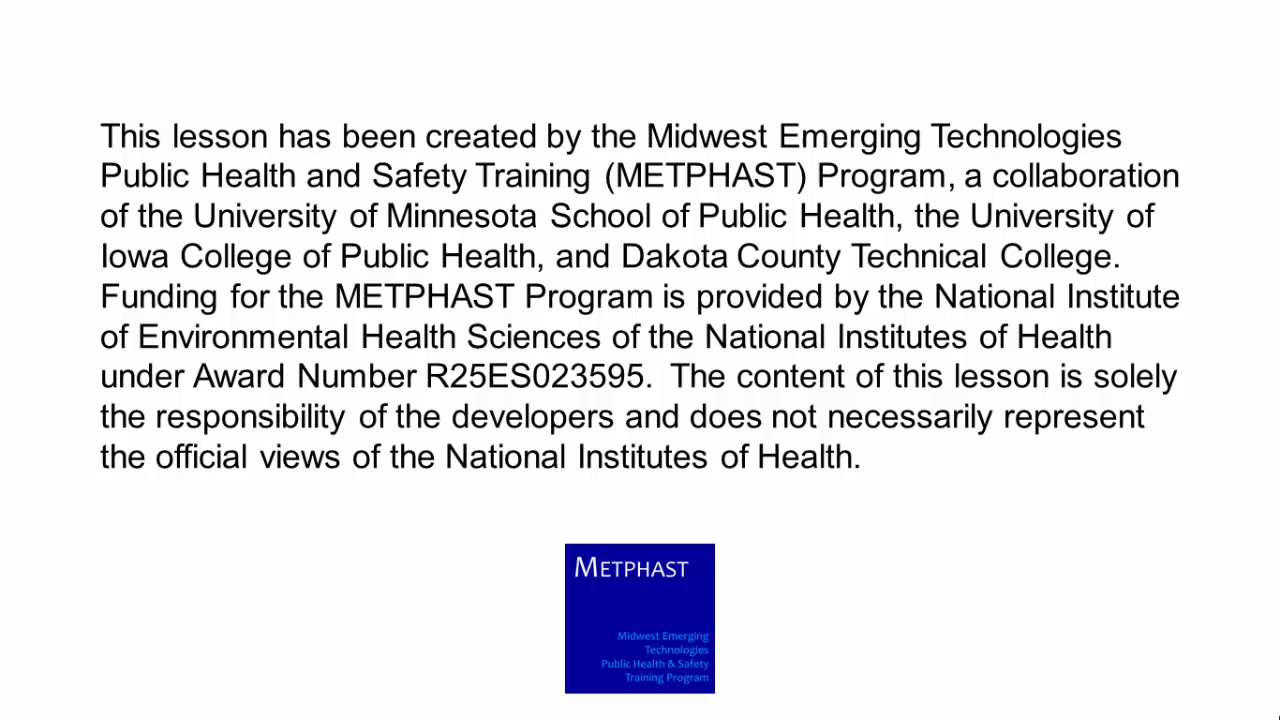 This lesson has been created by the Midwest Emerging Technologies
Public Health and Safety Training (METPHAST) Program, a collaboration
of the University of Minnesota School of Public Health, the University of
Iowa College of Public Health, and Dakota County Technical College.
Funding for the METPHAST Program is provided by the National Institute
of Environmental Health Sciences of the National Institutes of Health
under Award Number R25ES023595.  The content of this lesson is solely
the responsibility of the developers and does not necessarily represent
the official views of the National Institutes of Health.
METPHAST
Midwest Emerging
Technologies
Public Health & Safety
Training Program